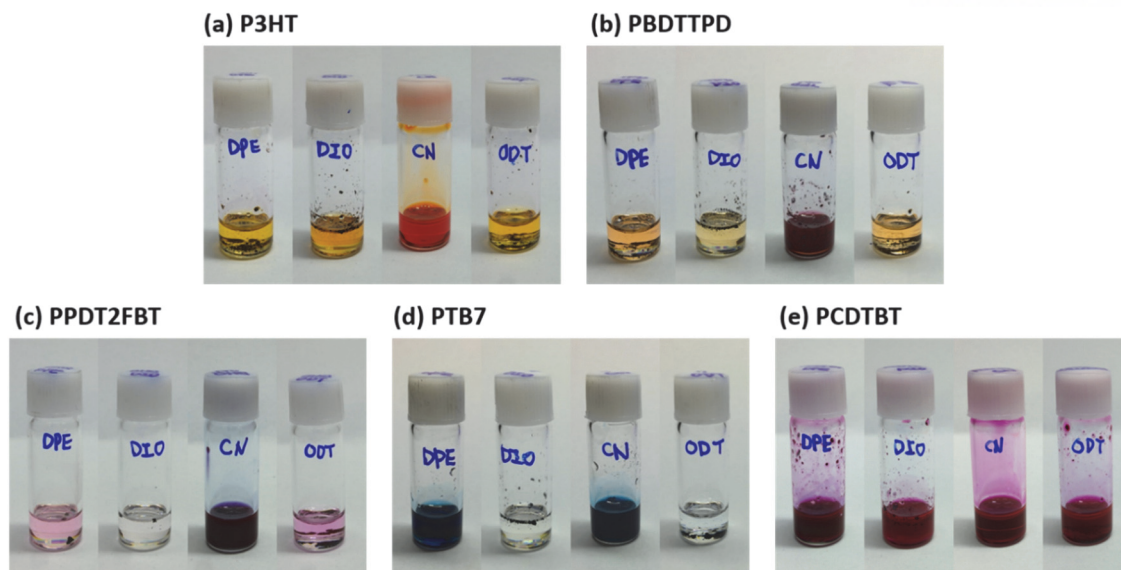 (a) P3HT
(b) PBDTTPD
DPE
DIO
CN
ODT
DPE
DIO
CN
ODT
(c) PPDT2FBT
(d) PTB7
(e) PCDTBT
DPE
DIO
CN
ODT
DPE
DIO
CN
ODT
DPE
DIO
CN
ODT